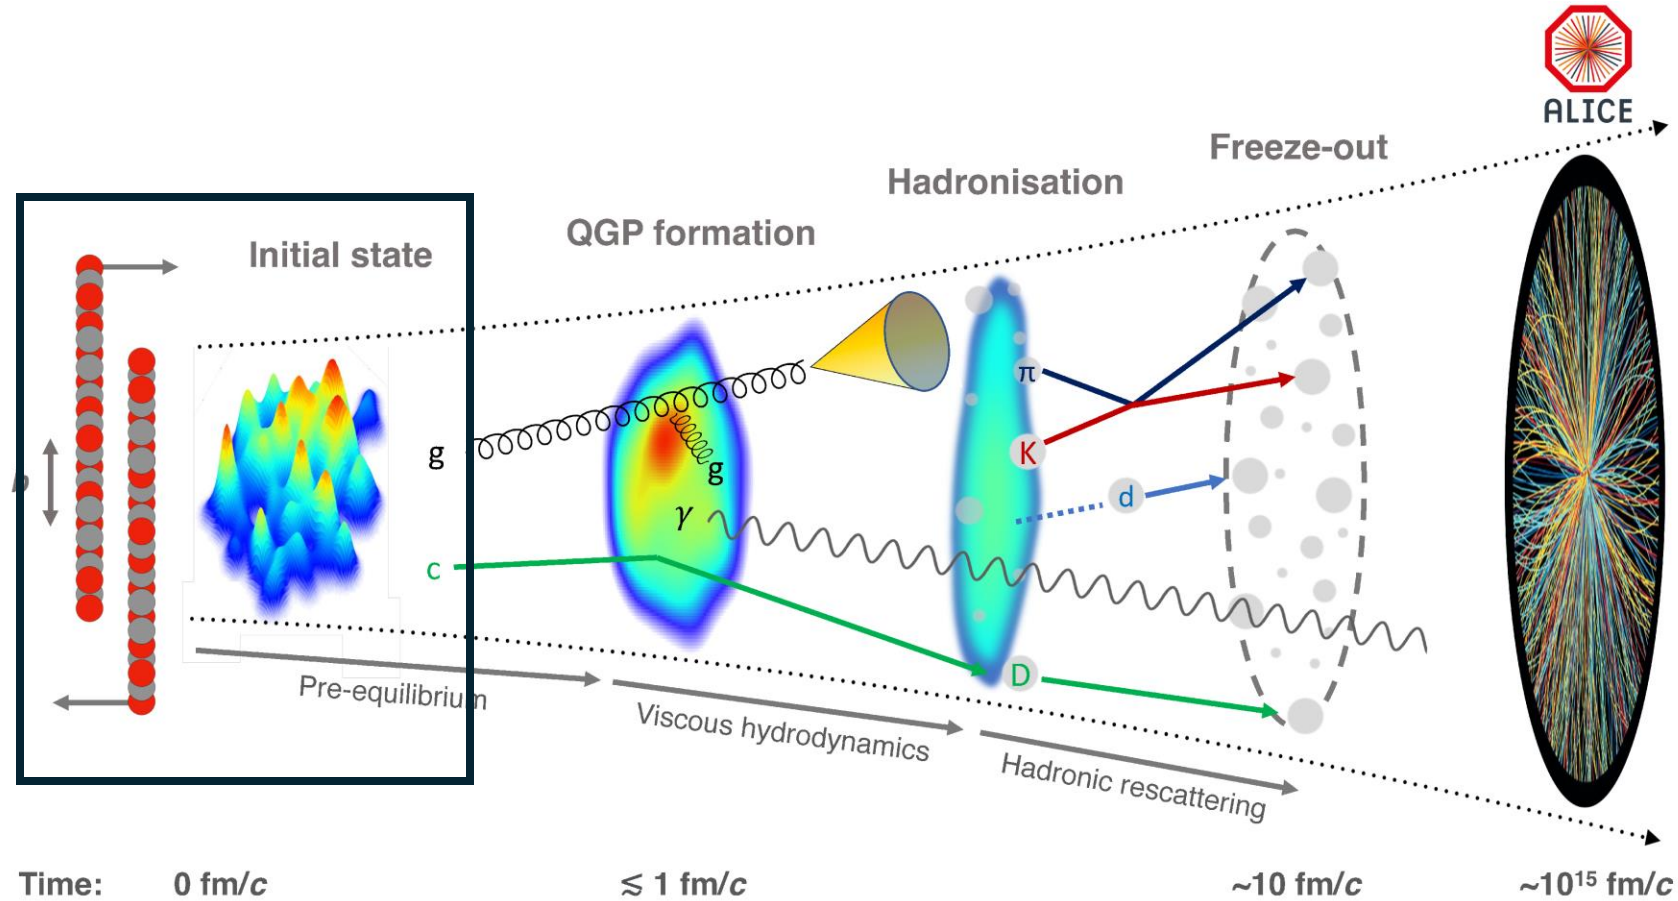 ALICE
Freeze-out
Hadronisation
QGP formation
Initial state
g
g
γ
c
π
K
d
D
Pre-equilibrium
Viscous hydrodynamics
Hadronic rescattering
Time: 0 fm/c ≲ 1 fm/c ~10 fm/c ~10¹⁵ fm/c